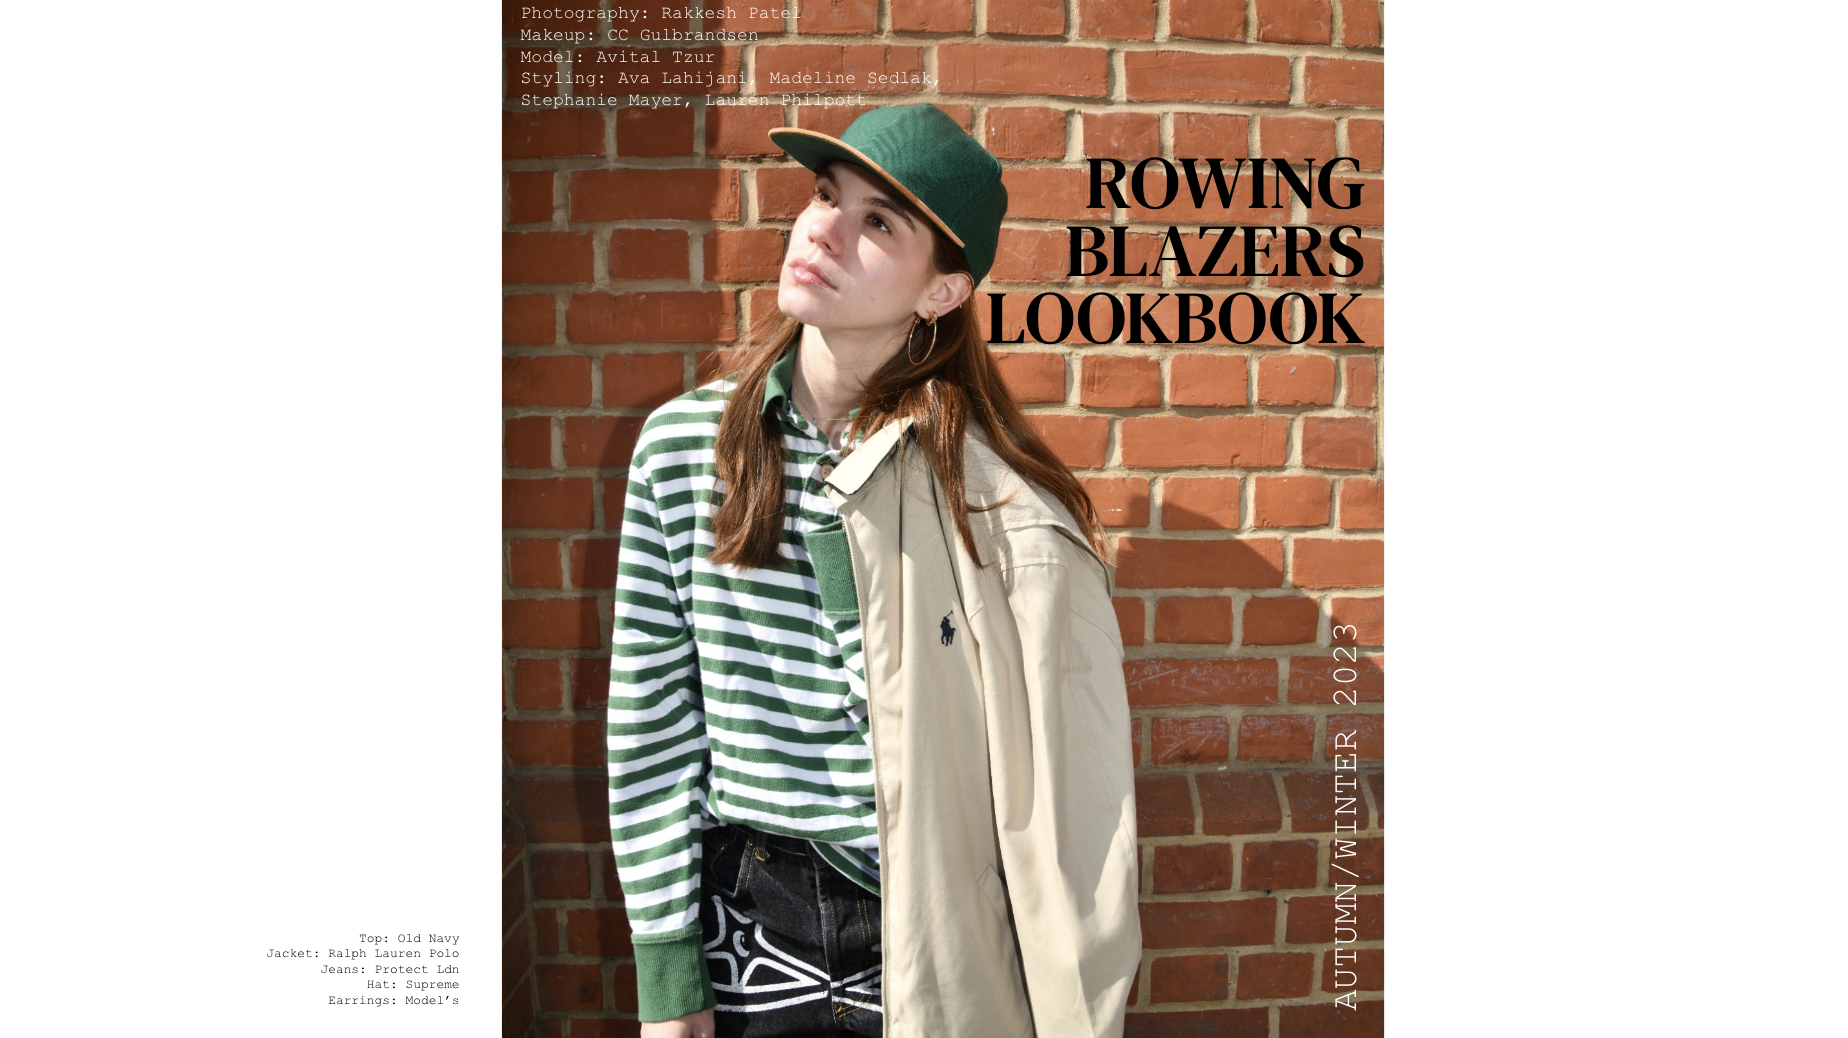 Photography: Rakkesh Patel
Makeup: CC Gulbrandsen
Model: Avital Tzur
Styling: Ava Lahijani, Madeline Sedlak,
Stephanie Mayer, Lauren Philpott
ROWING
BLAZERS
LOOKBOOK
AUTUMN/WINTER 2023
Top: Old Navy
Jacket: Ralph Lauren Polo
Jeans: Protect Ldn
Hat: Supreme
Earrings: Model’s